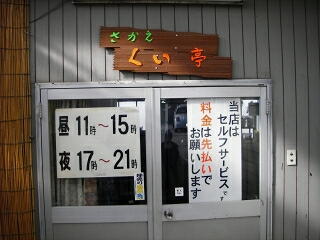 さかえ
くい亭
昼 11時～15時
夜 17時～21時
当店は
セルフサービスです
料金は先払いで
お願いします